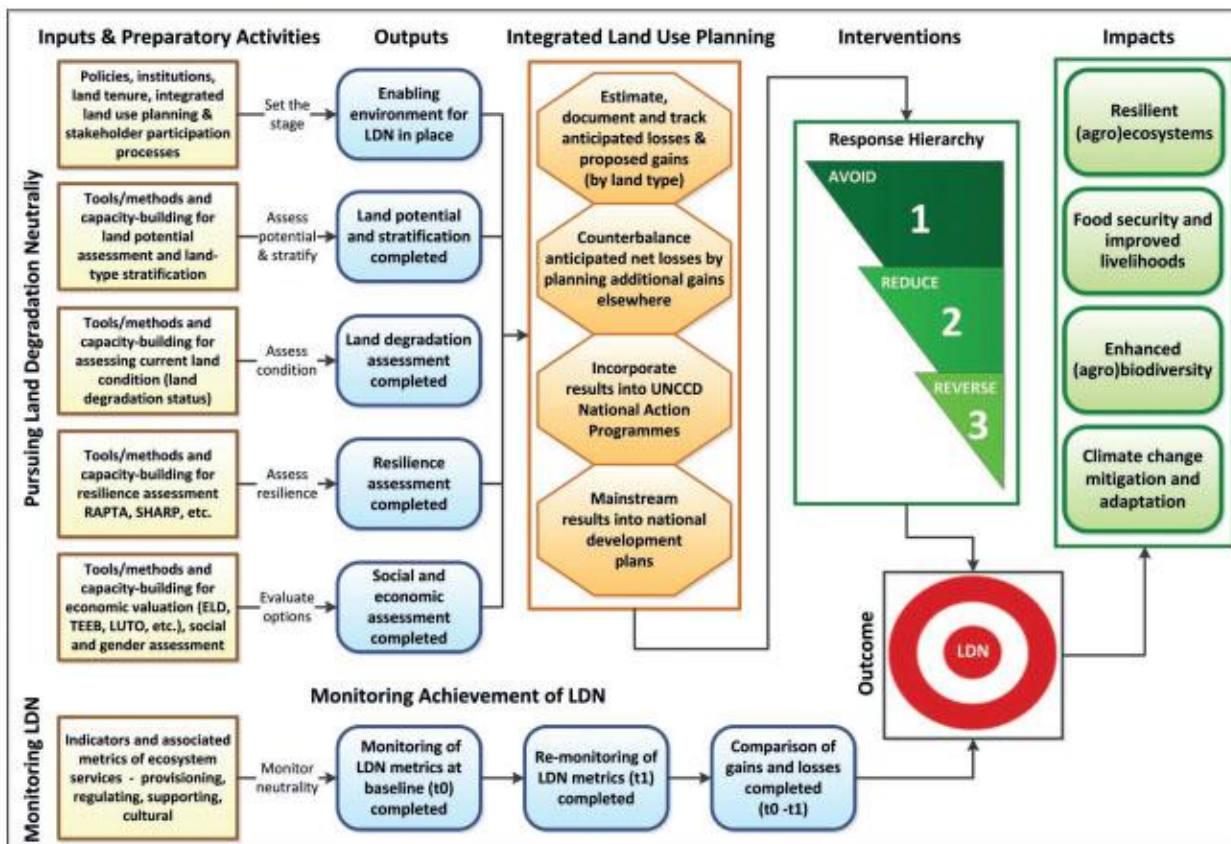 Inputs & Preparatory Activities
Outputs
Integrated Land Use Planning
Interventions
Impacts
Pursuing Land Degradation Neutraliy
Policies, institutions,
land tenure, integrated
land use planning &
stakeholder participation
processes
Set the
stage
Enabling
environment for
LDN in place
Tools/methods and
capacity-building for
land potential
assessment and land-
type stratification
Assess
potential
& stratify
Land potential
and stratification
completed
Tools/methods and
capacity-building for
assessing current land
condition (land
degradation status)
Assess
condition
Land degradation
assessment
completed
Tools/methods and
capacity-building for
resilience assessment
RAPTA, SHARP, etc.
Assess
resilience
Resilience
assessment
completed
Tools/methods and
capacity-building for
economic valuation (ELD,
TEEB, LUTO, etc.), social
and gender assessment
Evaluate
options
Social and
economic
assessment
completed
Estimate,
document and track
anticipated losses &
proposed gains
(by land type)
Counterbalance
anticipated net losses by
planning additional gains
elsewhere
Incorporate
results into UNCCD
National Action
Programmes
Mainstream
results into national
development
plans
Response Hierarchy
AVOID
1
REDUCE
2
REVERSE
3
Resilient
(agro)ecosystems
Food security and
improved
livelihoods
Enhanced
(agro)biodiversity
Climate change
mitigation and
adaptation
Outcome
LDN
Monitoring LDN
Monitoring Achievement of LDN
Indicators and associated
metrics of ecosystem
services - provisioning,
regulating, supporting,
cultural
Monitor
neutrality
Monitoring of
LDN metrics at
baseline (t0)
completed
Re-monitoring of
LDN metrics (t1)
completed
Comparison of
gains and losses
completed
(t0 -t1)